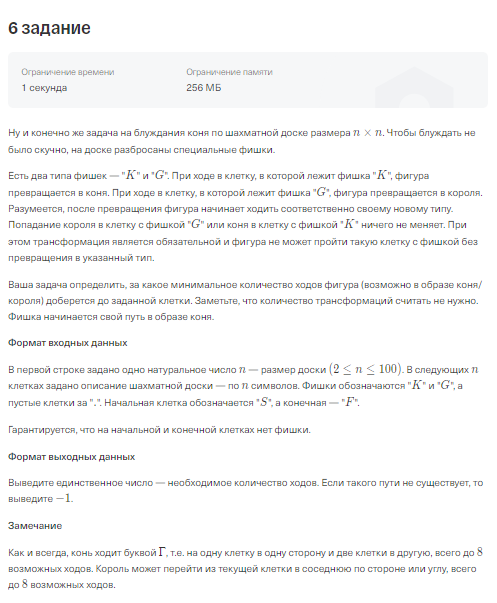 6 задание
Ограничение времени
1 секунда
Ограничение памяти
256 МБ
Ну и конечно же задача на блуждания коня по шахматной доске размера n × n. Чтобы блуждать не
было скучно, на доске разбросаны специальные фишки.
Есть два типа фишек — "K" и "G". При ходе в клетку, в которой лежит фишка "K", фигура
превращается в коня. При ходе в клетку, в которой лежит фишка "G", фигура превращается в короля.
Разумеется, после превращения фигура начинает ходить соответственно своему новому типу.
Попадание короля в клетку с фишкой "G" или коня в клетку с фишкой "K" ничего не меняет. При
этом трансформация является обязательной и фигура не может пройти такую клетку с фишкой без
превращения в указанный тип.
Ваша задача определить, за какое минимальное количество ходов фигура (возможно в образе коня/
короля) доберется до заданной клетки. Заметьте, что количество трансформаций считать не нужно.
Фишка начинается свой путь в образе коня.
Формат входных данных
В первой строке задано одно натуральное число n — размер доски (2 ≤ n ≤ 100). В следующих n
клетках задано описание шахматной доски — по n символов. Фишки обозначаются "K" и "G", а
пустые клетки за ".". Начальная клетка обозначается "S", а конечная — "F".
Гарантируется, что на начальной и конечной клетках нет фишки.
Формат выходных данных
Выведите единственное число — необходимое количество ходов. Если такого пути не существует, то
выведите −1.
Замечание
Как и всегда, конь ходит буквой Г, т.е. на одну клетку в одну сторону и две клетки в другую, всего до 8
возможных ходов. Король может перейти из текущей клетки в соседнюю по стороне или углу, всего
до 8 возможных ходов.